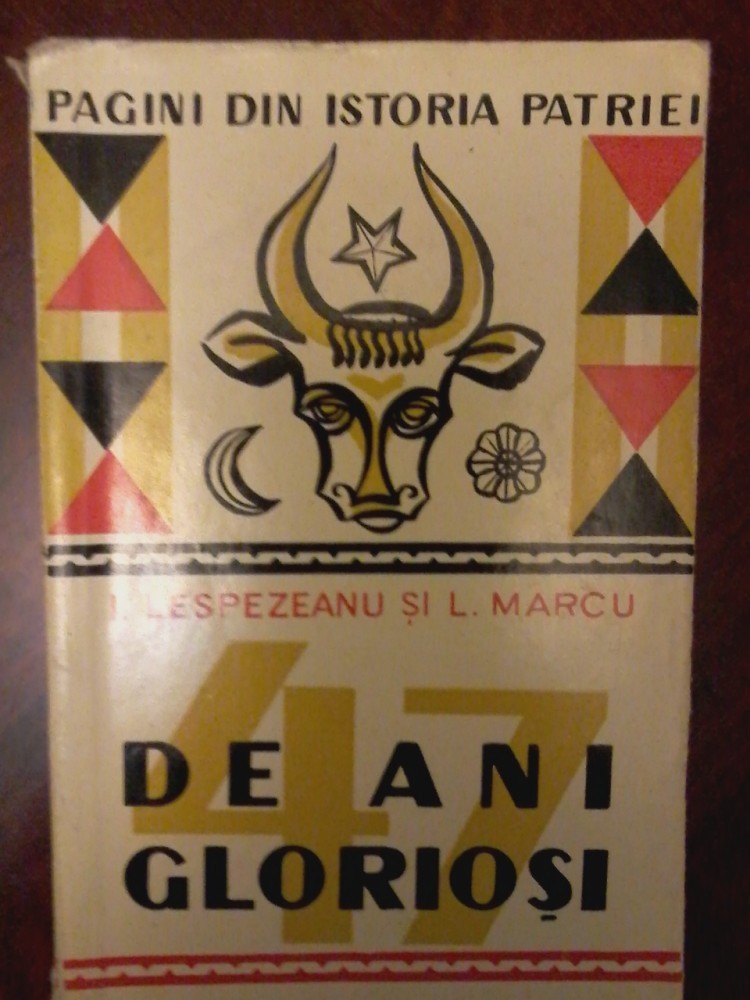 PAGINI DIN ISTORIA PATRIEI
I. LESPEZEANU ȘI L. MARCU
47
DE ANI
GLORIOȘI